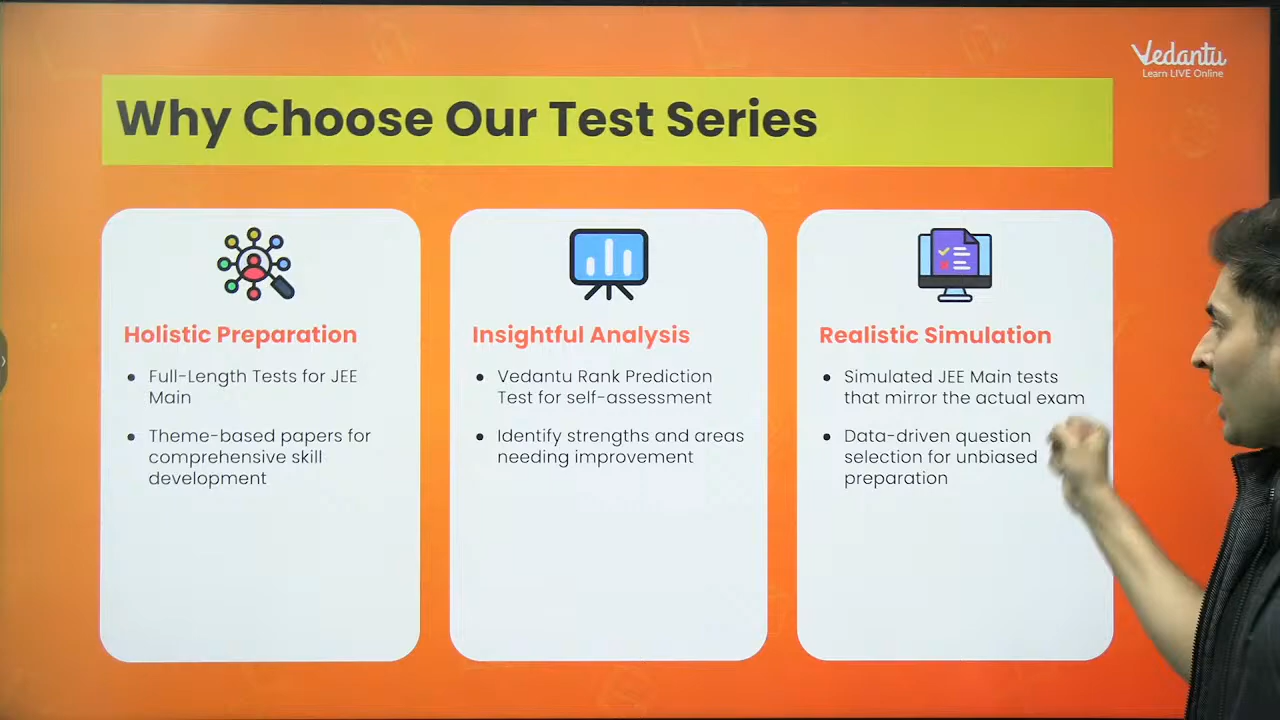 Vedantu
Learn LIVE Online
Why Choose Our Test Series
Holistic Preparation
• Full-Length Tests for JEE
Main
• Theme-based papers for
comprehensive skill
development
Insightful Analysis
• Vedantu Rank Prediction
Test for self-assessment
• Identify strengths and areas
needing improvement
Realistic Simulation
• Simulated JEE Main tests
that mirror the actual exam
• Data-driven question
selection for unbiased
preparation